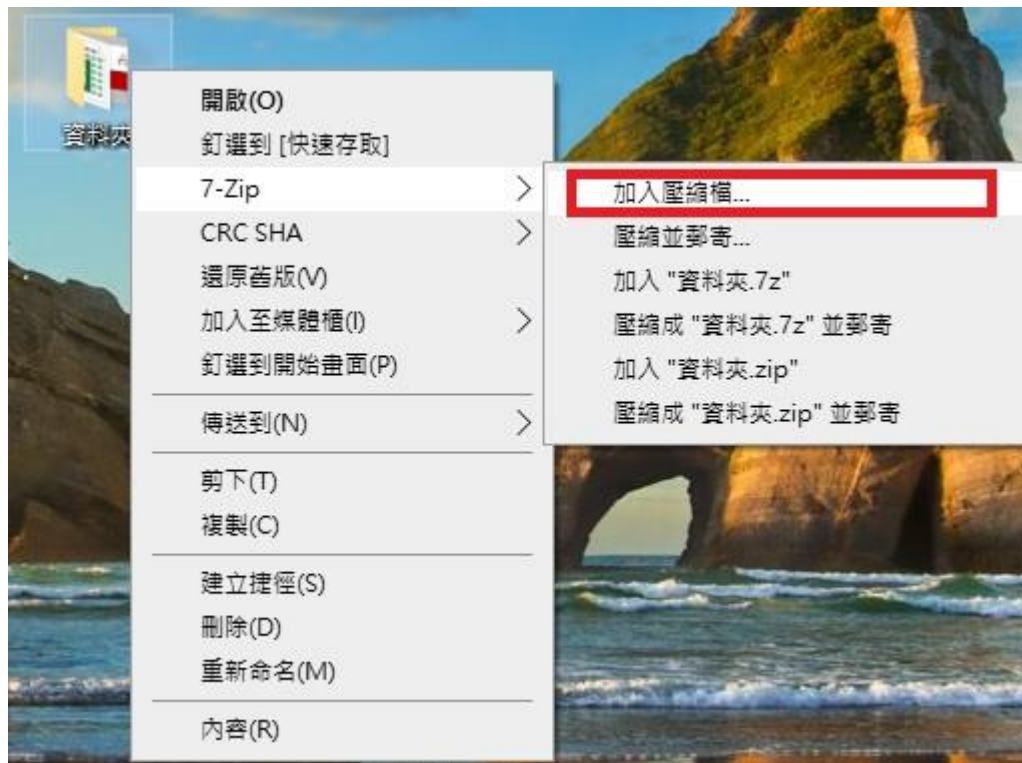 資料夾
開啟(O)
釘選到 [快速存取]
7-Zip
CRC SHA
還原舊版(V)
加入至媒體櫃(I)
釘選到開始畫面(P)
傳送到(N)
剪下(T)
複製(C)
建立捷徑(S)
刪除(D)
重新命名(M)
內容(R)
加入壓縮檔...
壓縮並郵寄...
加入 "資料夾.7z"
壓縮成 "資料夾.7z" 並郵寄
加入 "資料夾.zip"
壓縮成 "資料夾.zip" 並郵寄